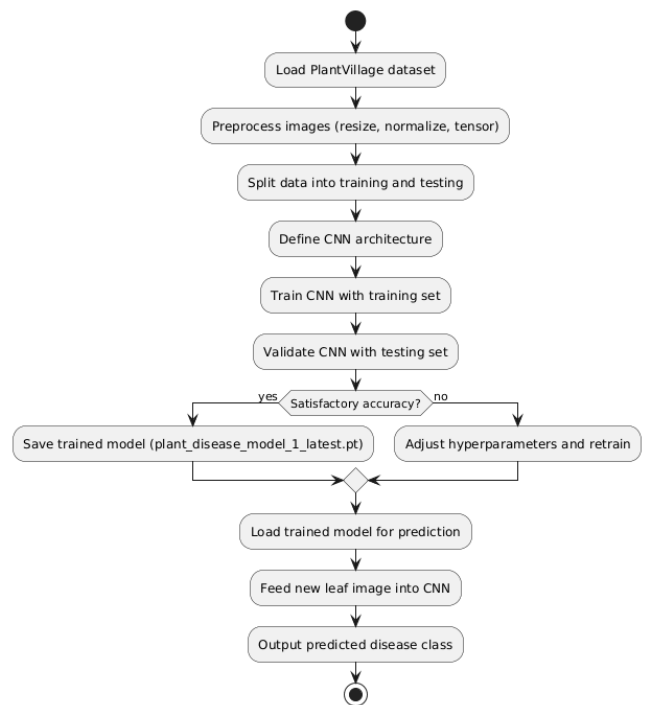 Load PlantVillage dataset
Preprocess images (resize, normalize, tensor)
Split data into training and testing
Define CNN architecture
Train CNN with training set
Validate CNN with testing set
yes
Satisfactory accuracy?
no
Save trained model (plant_disease_model_1_latest.pt)
Adjust hyperparameters and retrain
Load trained model for prediction
Feed new leaf image into CNN
Output predicted disease class